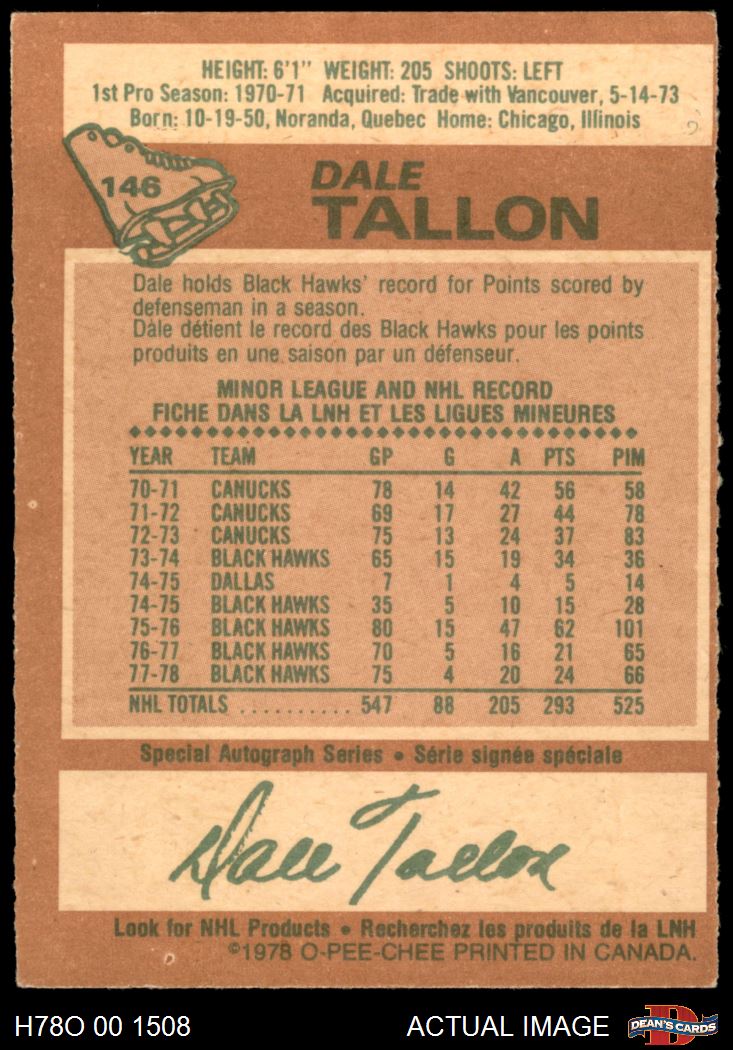 HEIGHT: 6'1" WEIGHT: 205 SHOOTS: LEFT
1st Pro Season: 1970-71 Acquired: Trade with Vancouver, 5-14-73
Born: 10-19-50, Noranda, Quebec Home: Chicago, Illinois
146
DALE
TALLON
Dale holds Black Hawks' record for Points scored by
defenseman in a season.
Dale détient le record des Black Hawks pour les points
produits en une saison par un défenseur.
MINOR LEAGUE AND NHL RECORD
FICHE DANS LA LNH ET LES LIGUES MINEURES
YEAR TEAM GP G A PTS PIM
70-71 CANUCKS 78 14 42 56 58
71-72 CANUCKS 69 17 27 44 78
72-73 CANUCKS 75 13 24 37 83
73-74 BLACK HAWKS 65 15 19 34 36
74-75 DALLAS 7 1 4 5 14
74-75 BLACK HAWKS 35 5 10 15 28
75-76 BLACK HAWKS 80 15 47 62 101
76-77 BLACK HAWKS 70 5 16 21 65
77-78 BLACK HAWKS 75 4 20 24 66
NHL TOTALS .......... 547 88 205 293 525
Special Autograph Series • Série signée spéciale
Dale Tallon
Look for NHL Products • Recherchez les produits de la LNH
©1978 O-PEE-CHEE PRINTED IN CANADA.
H78O 00 1508 ACTUAL IMAGE D DEAN'S CARDS